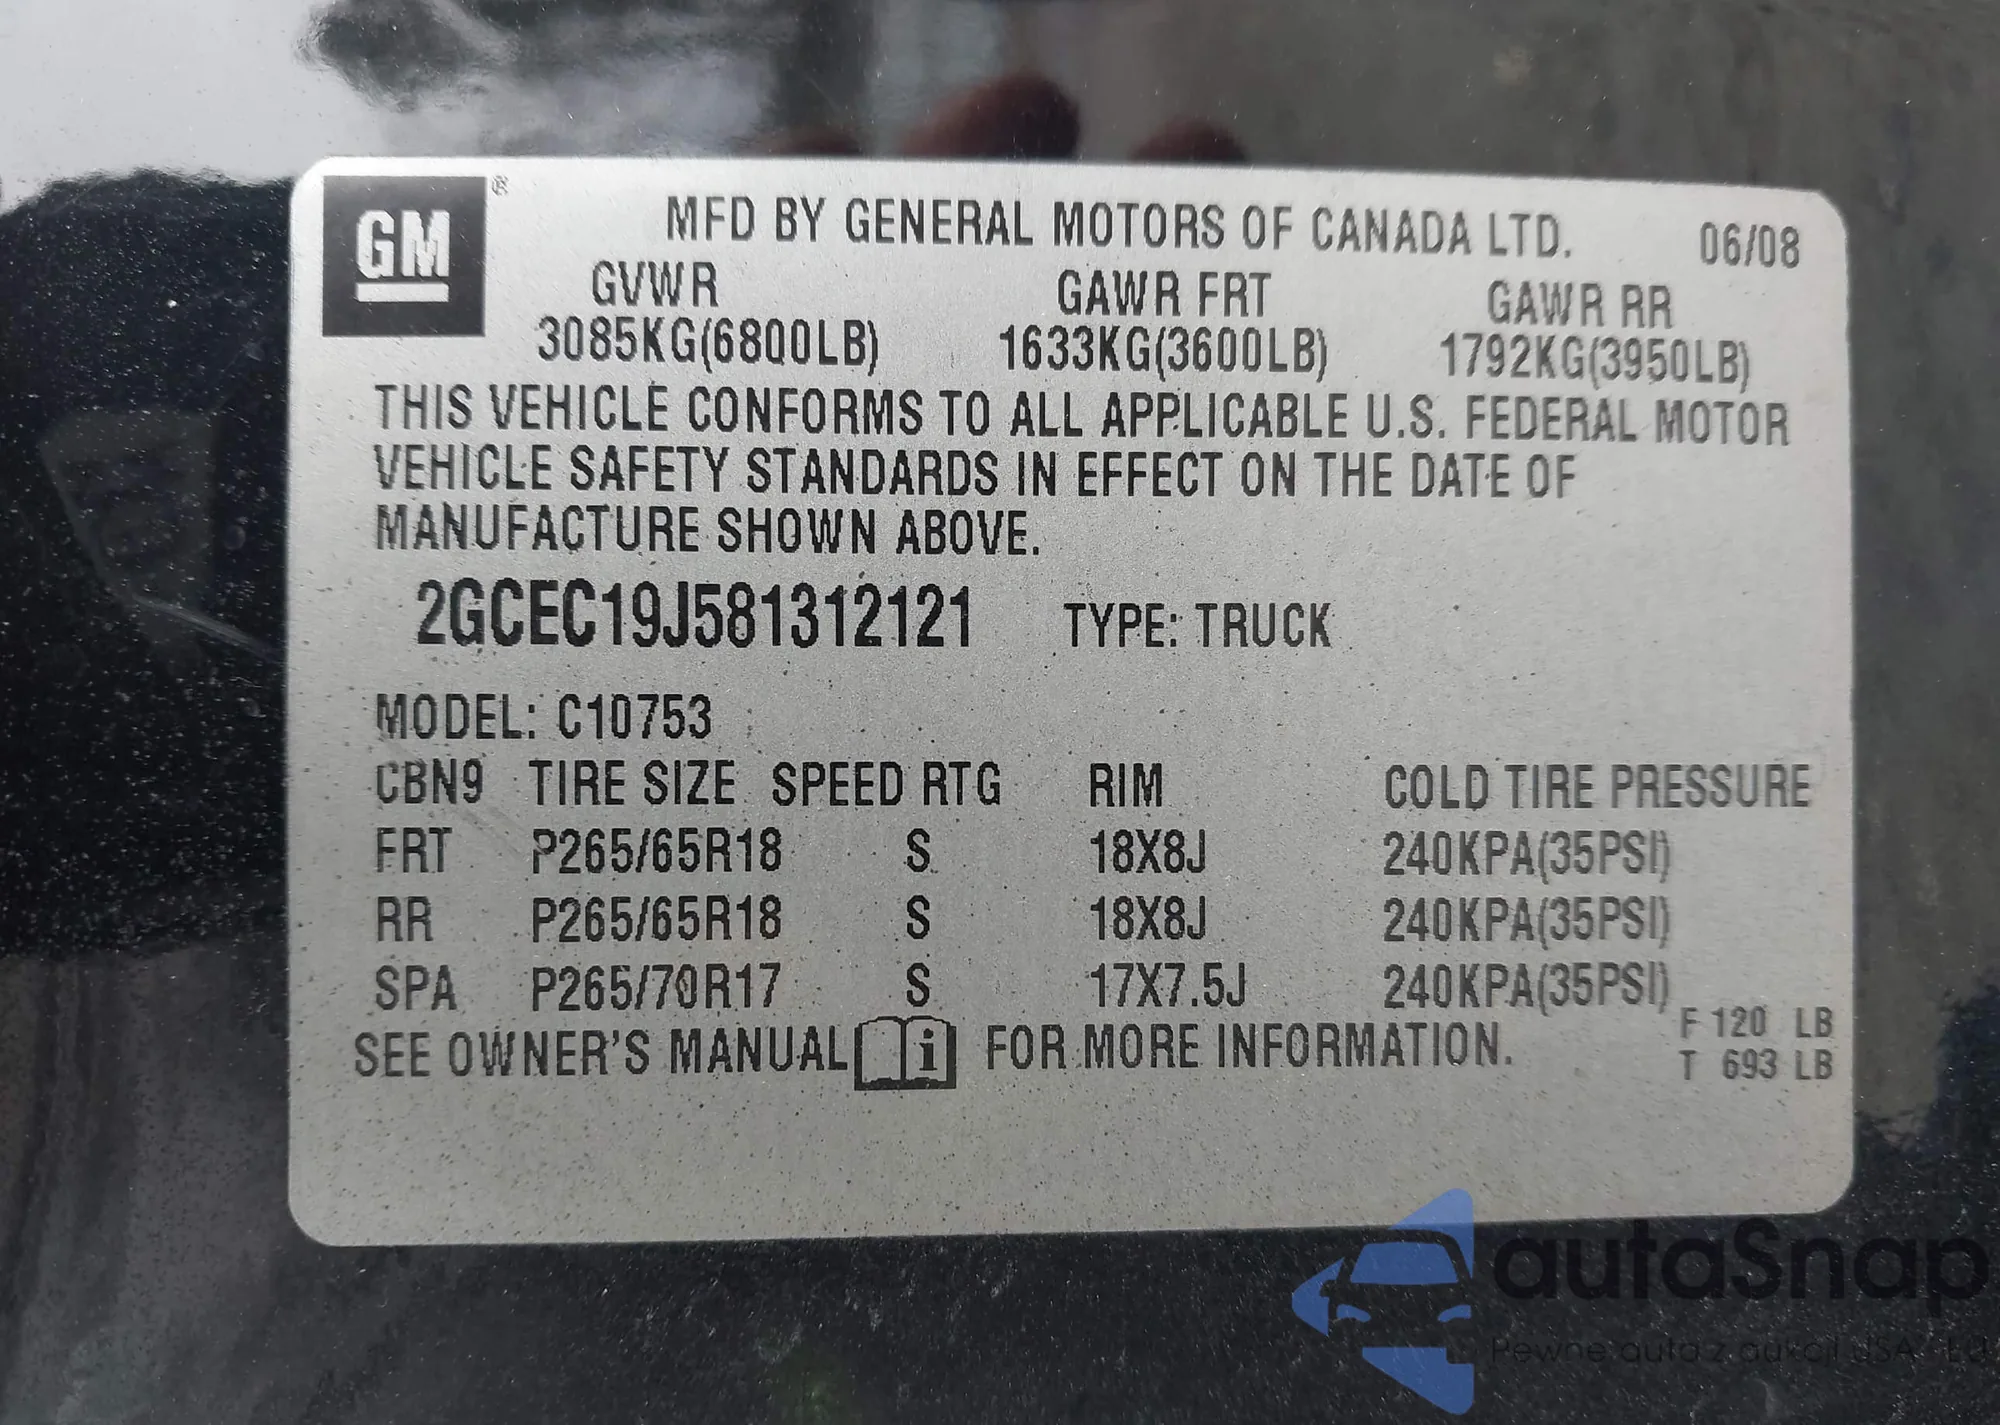 GM ®
MFD BY GENERAL MOTORS OF CANADA LTD. 06/08
GVWR GAWR FRT GAWR RR
3085KG(6800LB) 1633KG(3600LB) 1792KG(3950LB)
THIS VEHICLE CONFORMS TO ALL APPLICABLE U.S. FEDERAL MOTOR
VEHICLE SAFETY STANDARDS IN EFFECT ON THE DATE OF
MANUFACTURE SHOWN ABOVE.
2GCEC19J581312121 TYPE: TRUCK
MODEL: C10753
CBN9 TIRE SIZE SPEED RTG RIM COLD TIRE PRESSURE
FRT P265/65R18 S 18X8J 240KPA(35PSI)
RR P265/65R18 S 18X8J 240KPA(35PSI)
SPA P265/70R17 S 17X7.5J 240KPA(35PSI)
F 120 LB
T 693 LB
SEE OWNER'S MANUAL i FOR MORE INFORMATION.
autaSnap
Pewne auta z aukcji USA